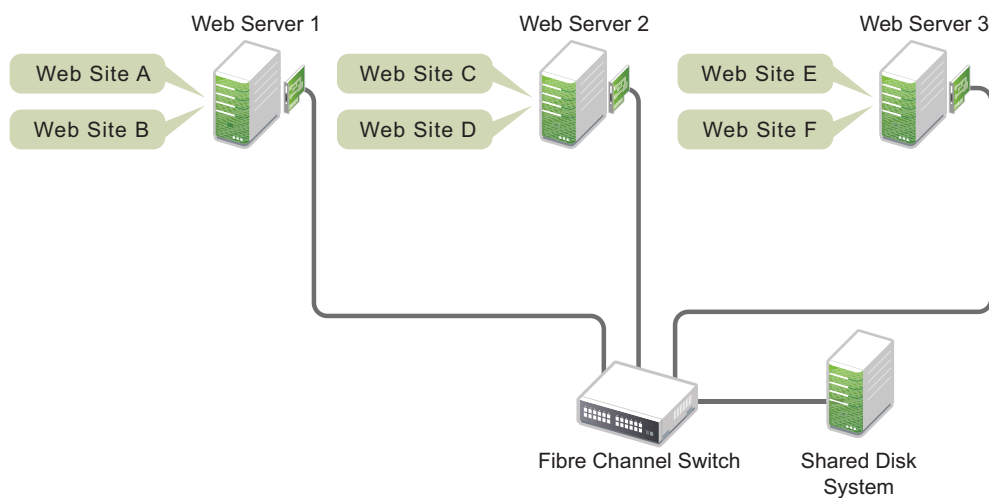 Web Server 1
Web Server 2
Web Server 3
Web Site A
Web Site C
Web Site E
Web Site B
Web Site D
Web Site F
Fibre Channel Switch
Shared Disk
System